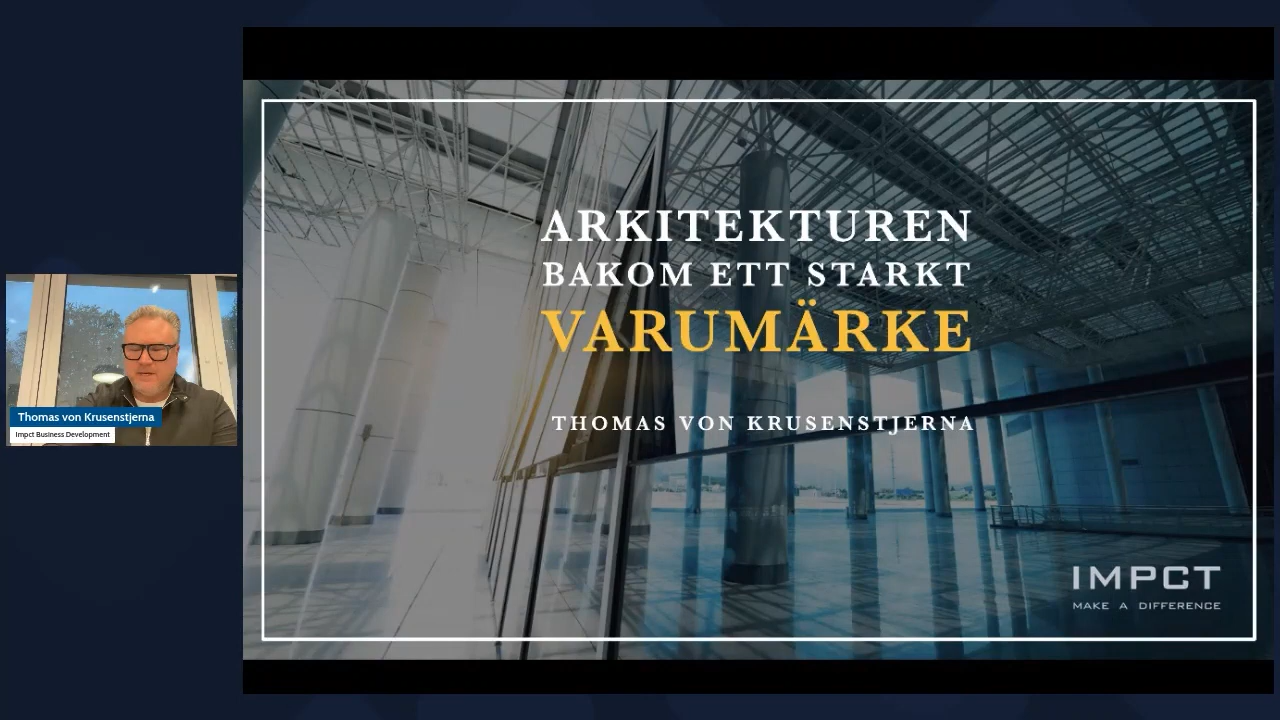 Thomas von Krusenstjerna
Impct Business Development
ARKITEKTUREN
BAKOM ETT STARKT
VARUMÄRKE
THOMAS VON KRUSENSTJERNA
IMPCT
MAKE A DIFFERENCE